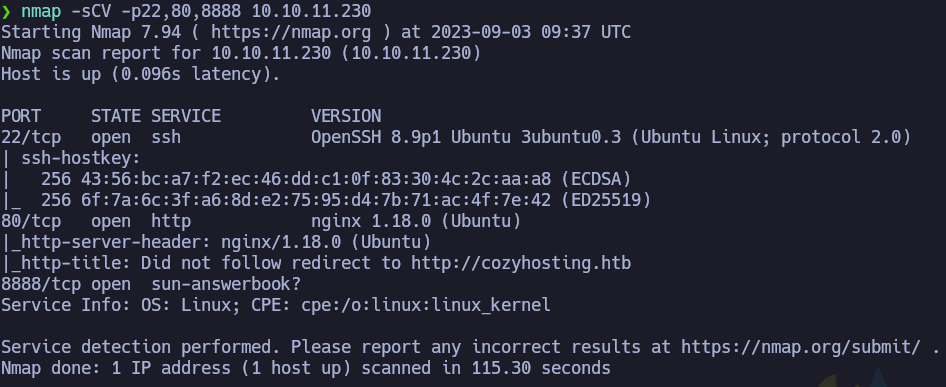 ❯ nmap -sCV -p22,80,8888 10.10.11.230
Starting Nmap 7.94 ( https://nmap.org ) at 2023-09-03 09:37 UTC
Nmap scan report for 10.10.11.230 (10.10.11.230)
Host is up (0.096s latency).

PORT     STATE SERVICE         VERSION
22/tcp   open  ssh             OpenSSH 8.9p1 Ubuntu 3ubuntu0.3 (Ubuntu Linux; protocol 2.0)
| ssh-hostkey:
|   256 43:56:bc:a7:f2:ec:46:dd:c1:0f:83:30:4c:2c:aa:a8 (ECDSA)
|_  256 6f:7a:6c:3f:a6:8d:e2:75:95:d4:7b:71:ac:4f:7e:42 (ED25519)
80/tcp   open  http            nginx 1.18.0 (Ubuntu)
|_http-server-header: nginx/1.18.0 (Ubuntu)
|_http-title: Did not follow redirect to http://cozyhosting.htb
8888/tcp open  sun-answerbook?
Service Info: OS: Linux; CPE: cpe:/o:linux:linux_kernel

Service detection performed. Please report any incorrect results at https://nmap.org/submit/ .
Nmap done: 1 IP address (1 host up) scanned in 115.30 seconds